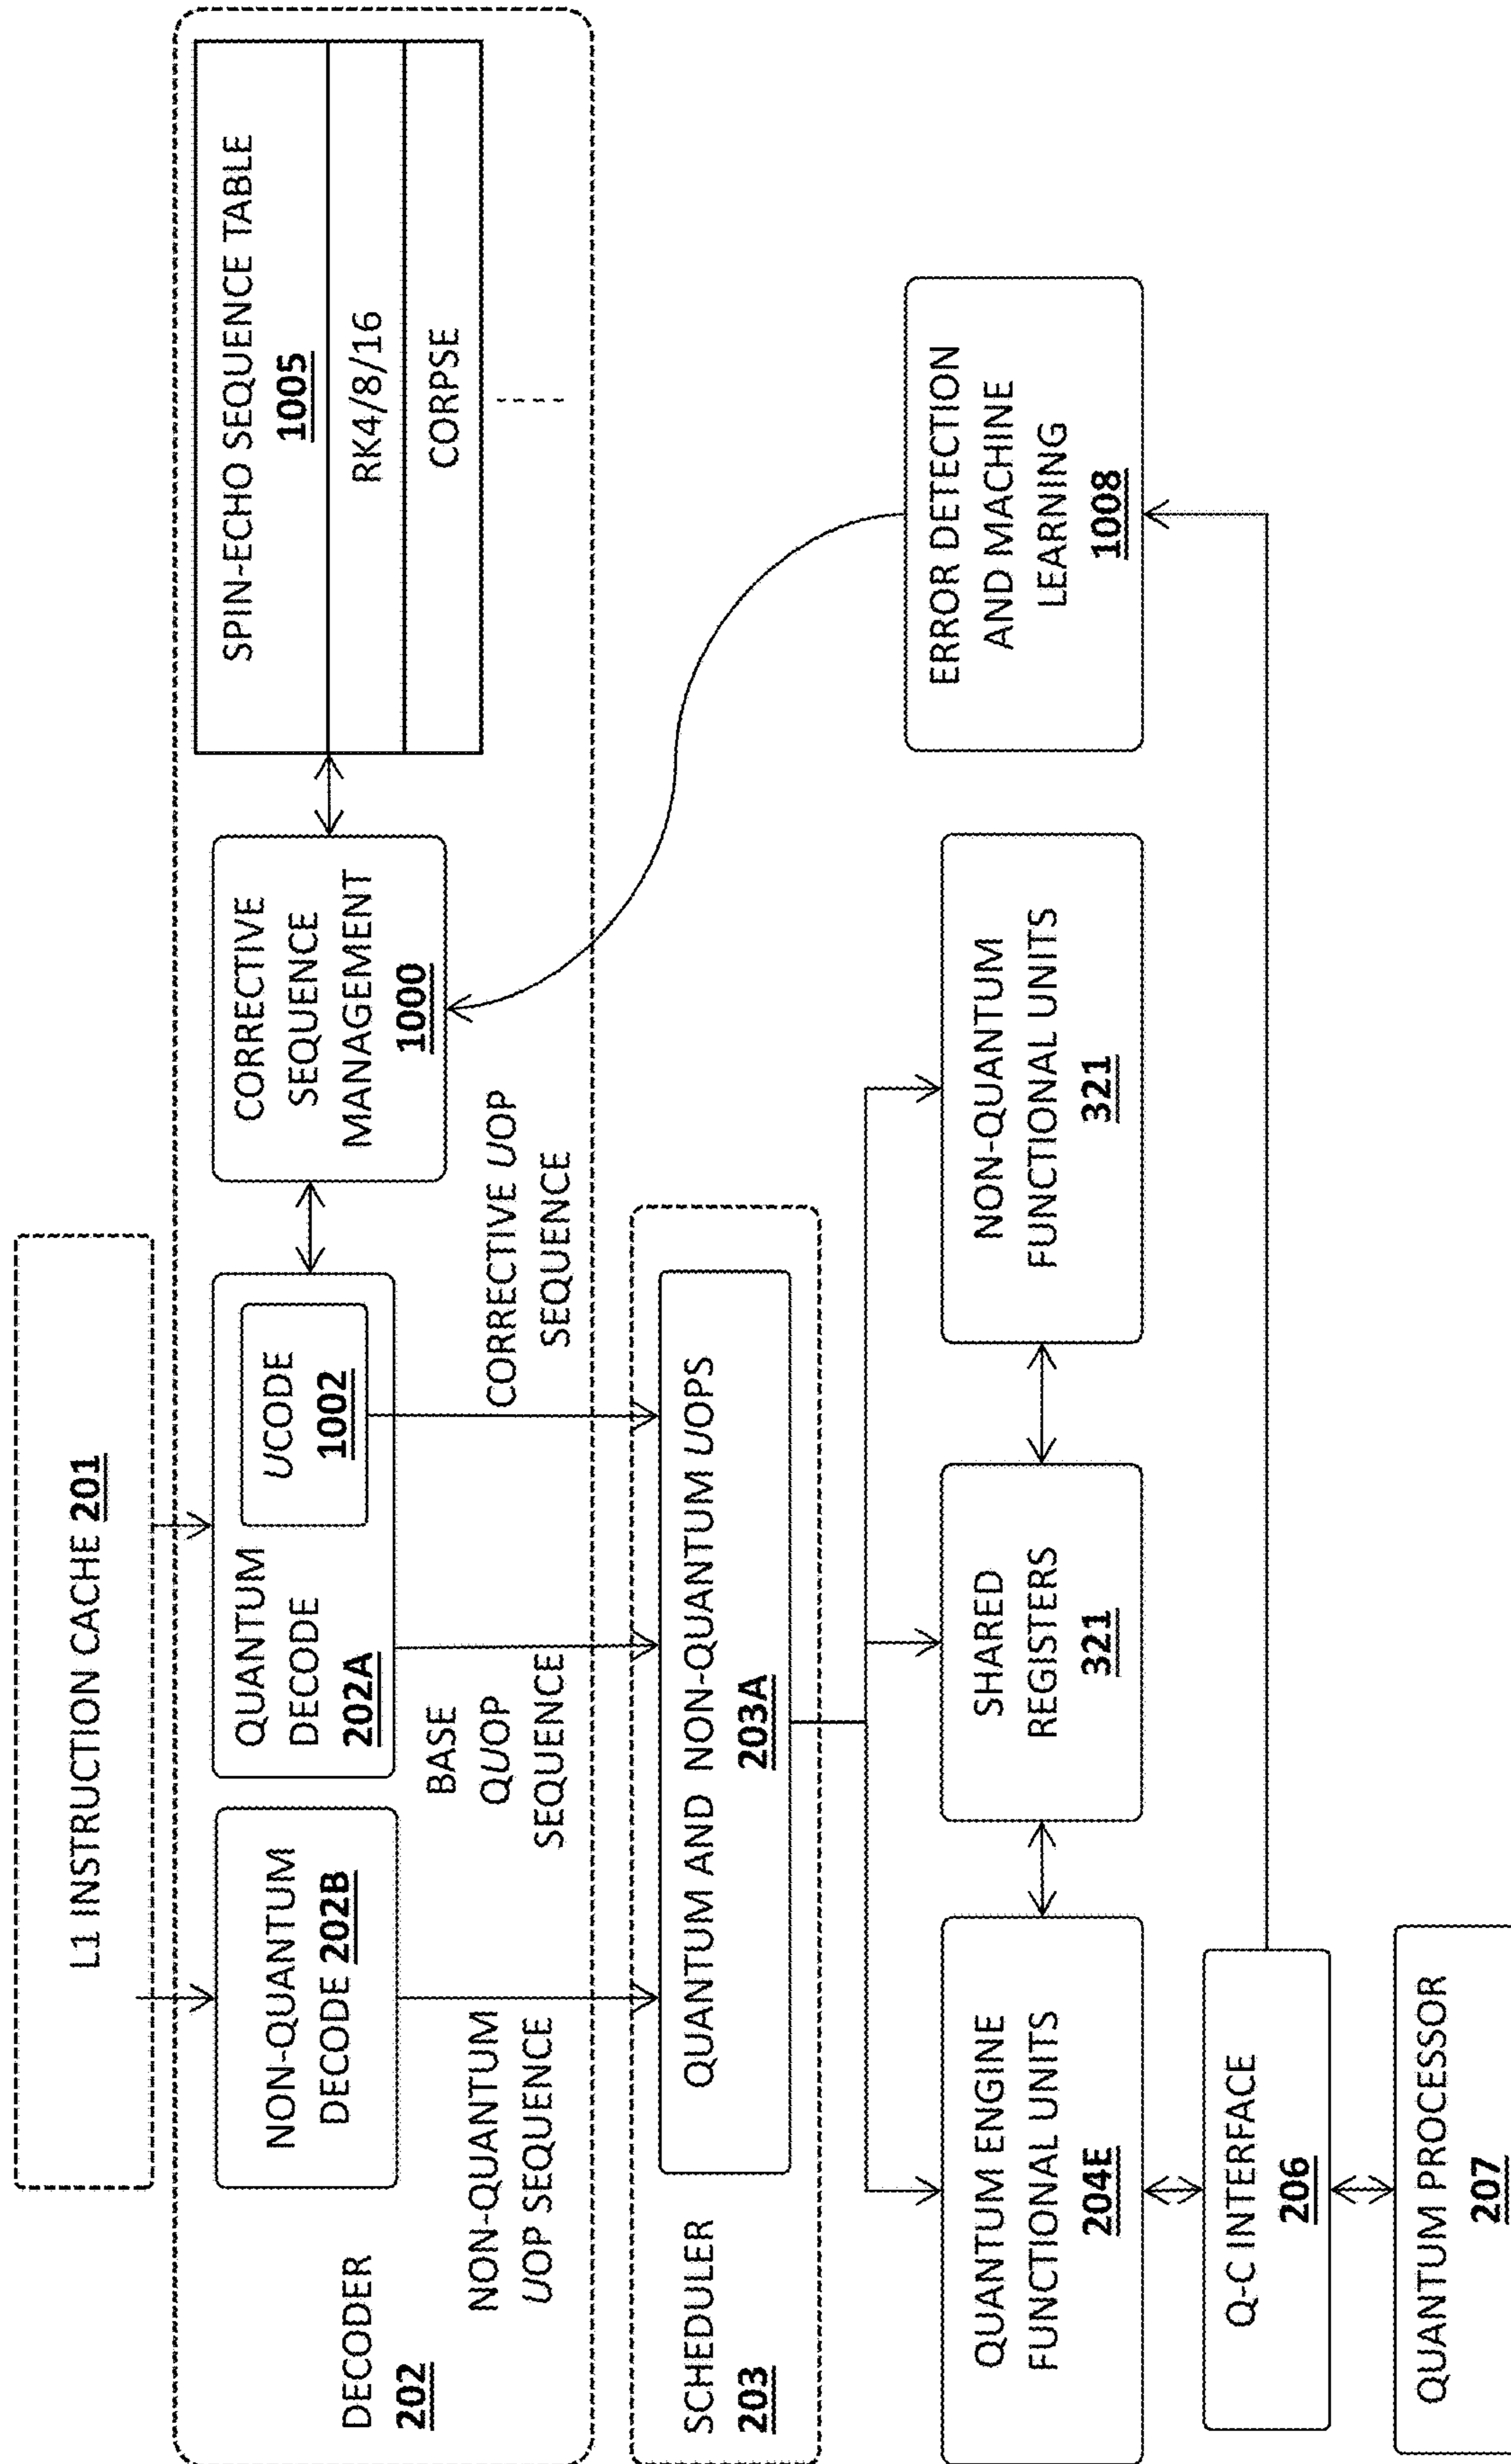 L1 INSTRUCTION CACHE 201
DECODER
202
NON-QUANTUM
DECODE 202B
QUANTUM
DECODE
202A
UCODE
1002
CORRECTIVE
SEQUENCE
MANAGEMENT
1000
SPIN-ECHO SEQUENCE TABLE
1005
RK4/8/16
CORPSE
NON-QUANTUM
UOP SEQUENCE
BASE
QUOP
SEQUENCE
CORRECTIVE UOP
SEQUENCE
SCHEDULER
203
QUANTUM AND NON-QUANTUM UOPS
203A
QUANTUM ENGINE
FUNCTIONAL UNITS
204E
SHARED
REGISTERS
321
NON-QUANTUM
FUNCTIONAL UNITS
321
ERROR DETECTION
AND MACHINE
LEARNING
1008
Q-C INTERFACE
206
QUANTUM PROCESSOR
207